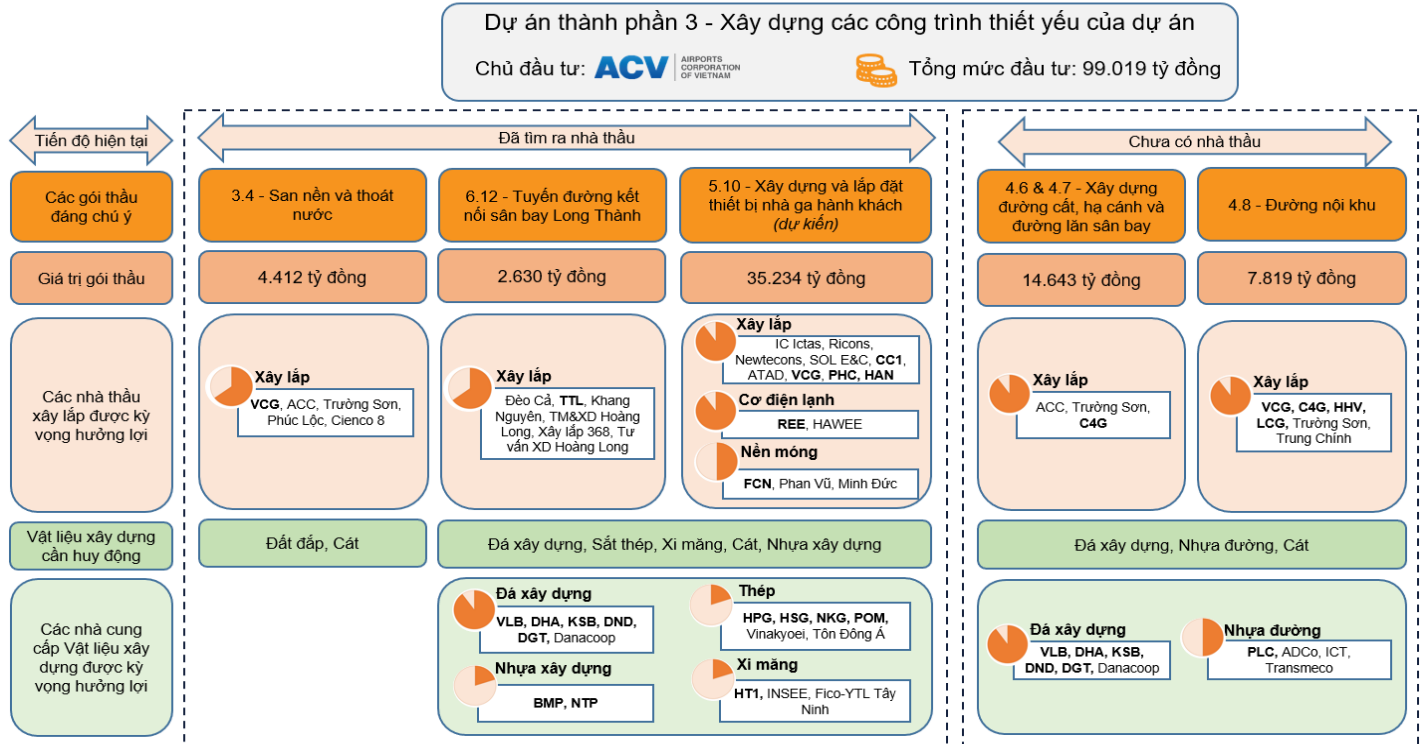 Dự án thành phần 3 - Xây dựng các công trình thiết yếu của dự án
Chủ đầu tư: ACV AIRPORTS
CORPORATION
OF VIETNAM
Tổng mức đầu tư: 99.019 tỷ đồng
Tiến độ hiện tại
Đã tìm ra nhà thầu
Chưa có nhà thầu
Các gói thầu
đáng chú ý
3.4 - San nền và thoát
nước
6.12 - Tuyến đường kết
nối sân bay Long Thành
5.10 - Xây dựng và lắp đặt
thiết bị nhà ga hành khách
(dự kiến)
4.6 & 4.7 - Xây dựng
đường cất, hạ cánh và
đường lăn sân bay
4.8 - Đường nội khu
Giá trị gói thầu
4.412 tỷ đồng
2.630 tỷ đồng
35.234 tỷ đồng
14.643 tỷ đồng
7.819 tỷ đồng
Các nhà thầu
xây lắp được kỳ
vọng hưởng lợi
Xây lắp
VCG, ACC, Trường Sơn,
Phúc Lộc, Cienco 8
Xây lắp
Đèo Cả, TTL, Khang
Nguyên, TM&XD Hoàng
Long, Xây lắp 368, Tư
vấn XD Hoàng Long
Xây lắp
IC Ictas, Ricons,
Newtecons, SOL E&C, CC1,
ATAD, VCG, PHC, HAN
Cơ điện lạnh
REE, HAWEE
Nền móng
FCN, Phan Vũ, Minh Đức
Xây lắp
ACC, Trường Sơn,
C4G
Xây lắp
VCG, C4G, HHV,
LCG, Trường Sơn,
Trung Chính
Vật liệu xây dựng
cần huy động
Đất đắp, Cát
Đá xây dựng, Sắt thép, Xi măng, Cát, Nhựa xây dựng
Đá xây dựng, Nhựa đường, Cát
Các nhà cung
cấp Vật liệu xây
dựng được kỳ
vọng hưởng lợi
Đá xây dựng
VLB, DHA, KSB, DND,
DGT, Danacoop
Thép
HPG, HSG, NKG, POM,
Vinakyoei, Tôn Đông Á
Nhựa xây dựng
BMP, NTP
Xi măng
HT1, INSEE, Fico-YTL Tây
Ninh
Đá xây dựng
VLB, DHA, KSB,
DND, DGT, Danacoop
Nhựa đường
PLC, ADCo, ICT,
Transmeco